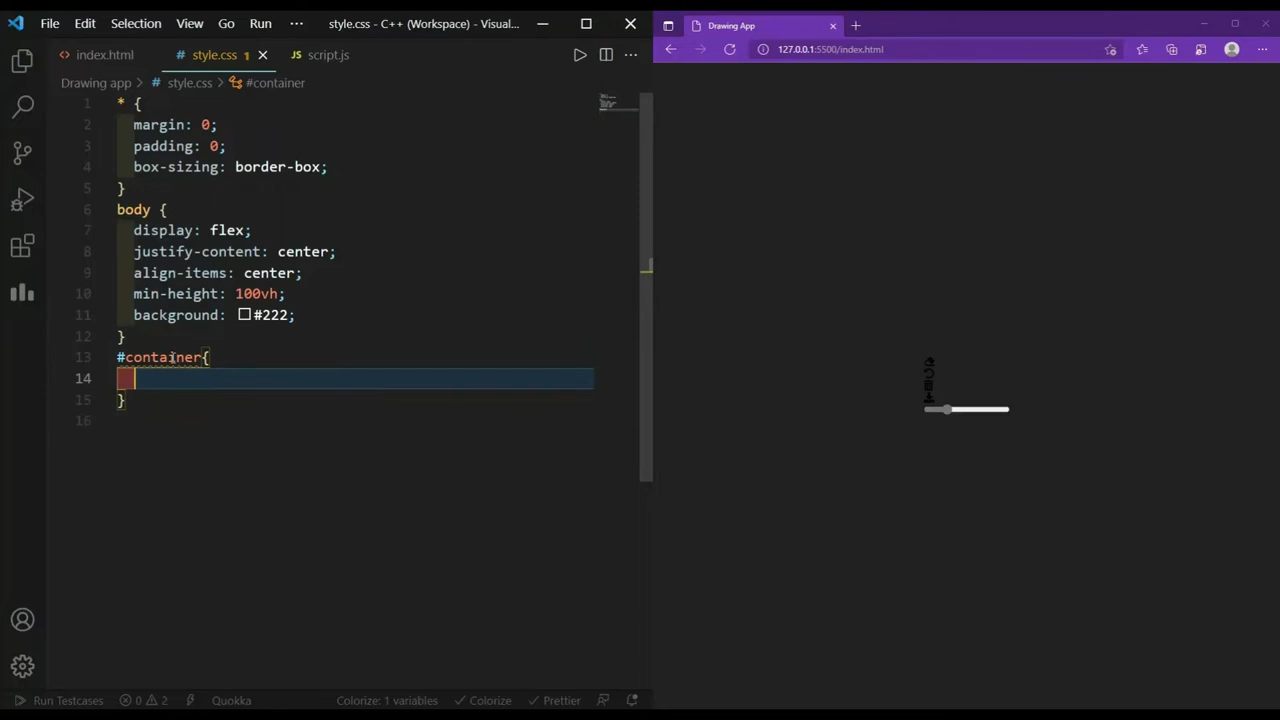 File Edit Selection View Go Run ··· style.css - C++ (Workspace) - Visual...
index.html style.css 1 JS script.js
Drawing app > # style.css > #container
1 * {
2 margin: 0;
3 padding: 0;
4 box-sizing: border-box;
5 }
6 body {
7 display: flex;
8 justify-content: center;
9 align-items: center;
10 min-height: 100vh;
11 background: #222;
12 }
13 #container{
14
15 }
16
Run Testcases 0 2 Quokka Colorize: 1 variables Colorize Prettier
Drawing App
127.0.0.1:5500/index.html